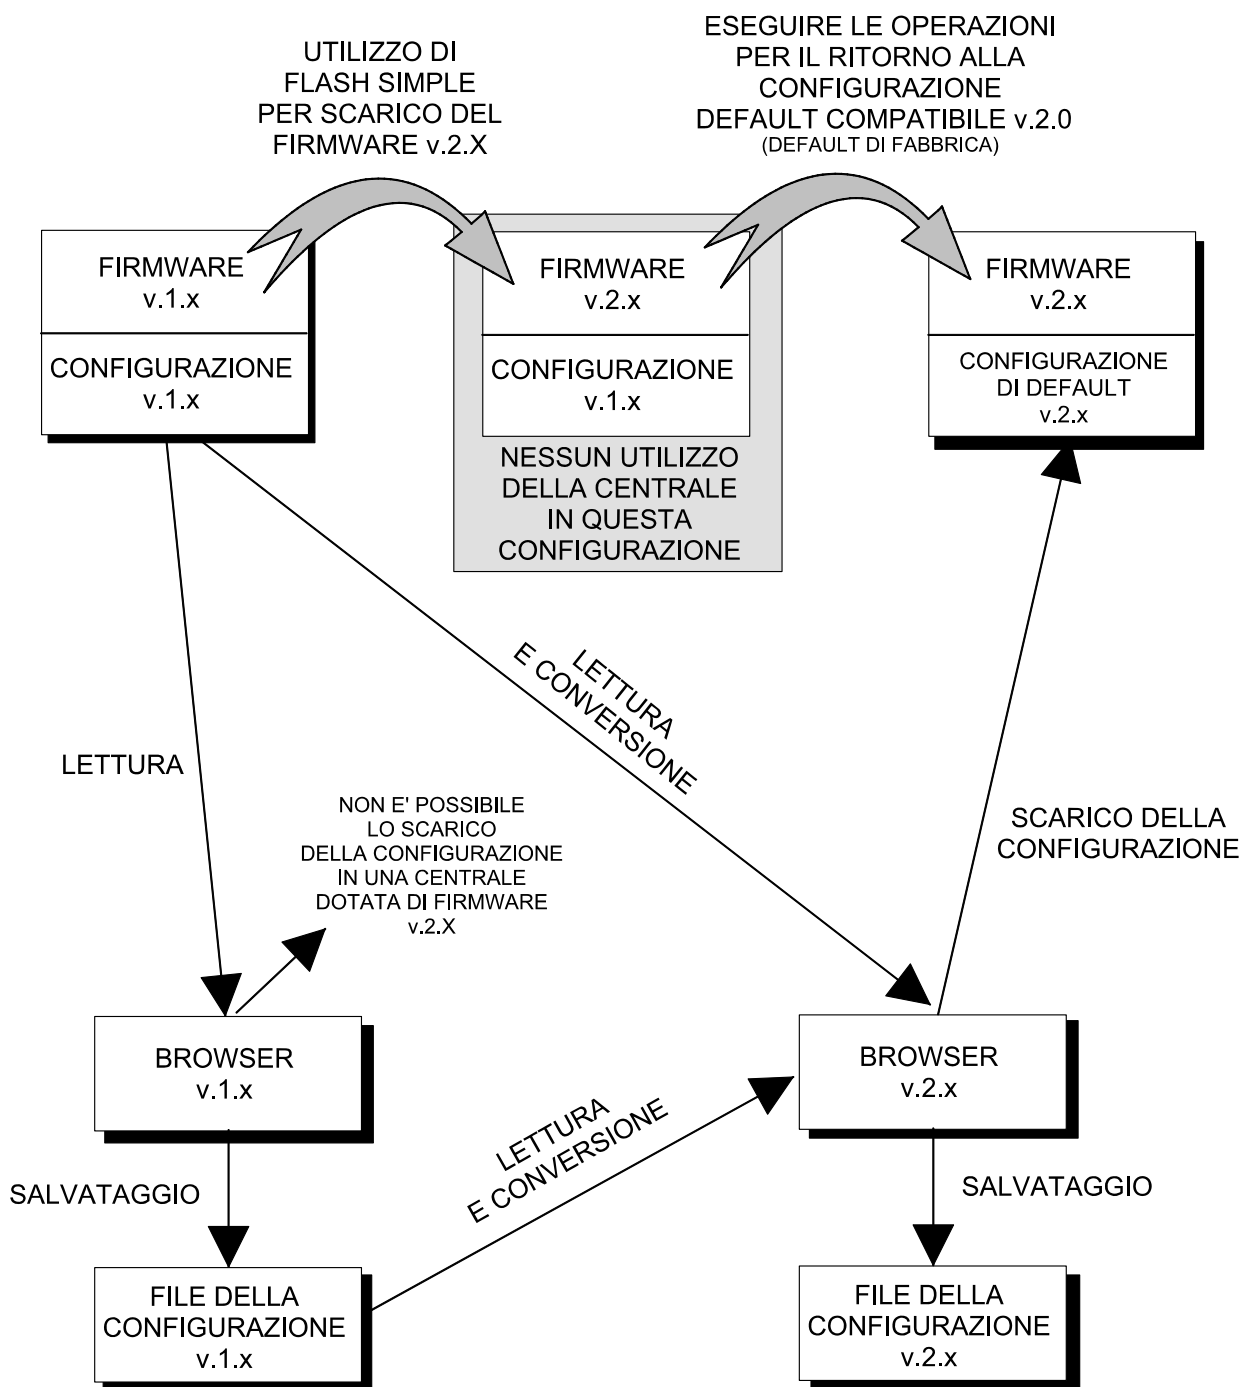 UTILIZZO DI
FLASH SIMPLE
PER SCARICO DEL
FIRMWARE v.2.X
ESEGUIRE LE OPERAZIONI
PER IL RITORNO ALLA
CONFIGURAZIONE
DEFAULT COMPATIBILE v.2.0
(DEFAULT DI FABBRICA)
FIRMWARE
v.1.x
CONFIGURAZIONE
v.1.x
FIRMWARE
v.2.x
CONFIGURAZIONE
v.1.x
NESSUN UTILIZZO
DELLA CENTRALE
IN QUESTA
CONFIGURAZIONE
FIRMWARE
v.2.x
CONFIGURAZIONE
DI DEFAULT
v.2.x
LETTURA
E CONVERSIONE
LETTURA
NON E' POSSIBILE
LO SCARICO
DELLA CONFIGURAZIONE
IN UNA CENTRALE
DOTATA DI FIRMWARE
v.2.X
SCARICO DELLA
CONFIGURAZIONE
BROWSER
v.1.x
BROWSER
v.2.x
LETTURA
E CONVERSIONE
SALVATAGGIO
SALVATAGGIO
FILE DELLA
CONFIGURAZIONE
v.1.x
FILE DELLA
CONFIGURAZIONE
v.2.x